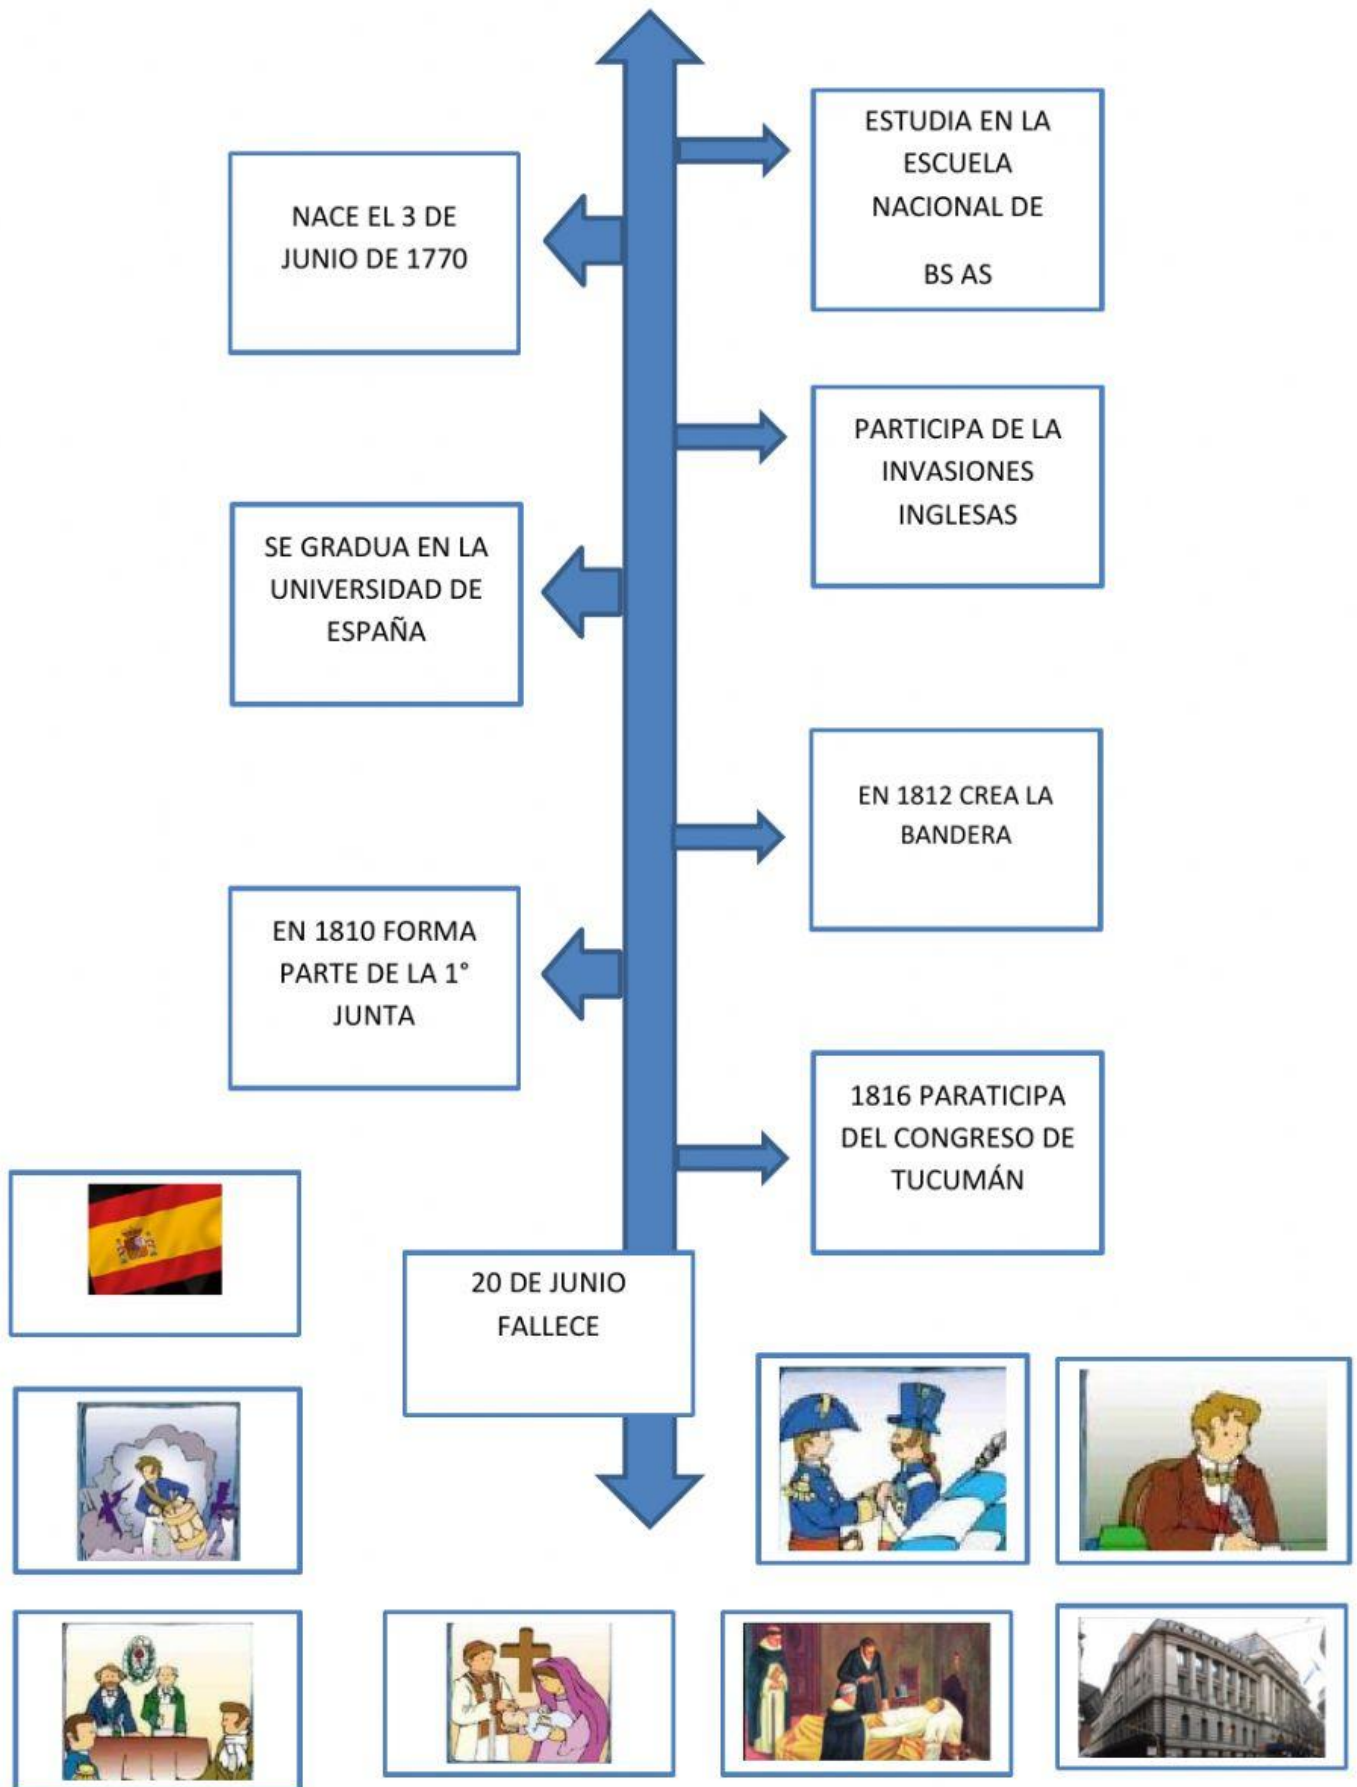 ESTUDIA EN LA
ESCUELA
NACIONAL DE
BS AS
NACE EL 3 DE
JUNIO DE 1770
PARTICIPA DE LA
INVASIONES
INGLESAS
SE GRADUA EN LA
UNIVERSIDAD DE
ESPAÑA
EN 1812 CREA LA
BANDERA
EN 1810 FORMA
PARTE DE LA 1°
JUNTA
1816 PARATICIPA
DEL CONGRESO DE
TUCUMÁN
20 DE JUNIO
FALLECE